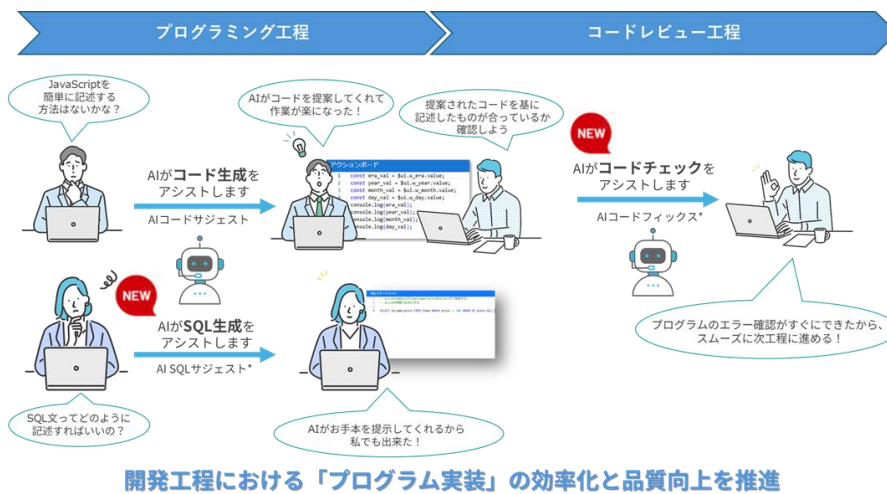 プログラミング工程
コードレビュー工程
JavaScriptを
簡単に記述する
方法はないかな？
AIがコードを提案してくれて
作業が楽になった！
提案されたコードを基に
記述したものが合っているか
確認しよう
NEW
AIがコード生成を
アシストします
AIコードサジェスト
アクションボード
1 const era_val = $ui.w_era.value;
2 const year_val = $ui.w_year.value;
3 const month_val = $ui.w_month.value;
4 const day_val = $ui.w_day.value;
console.log(era_val);
console.log(year_val);
console.log(month_val);
console.log(day_val);
AIがコードチェックを
アシストします
AIコードフィックス*
NEW
AIがSQL生成を
アシストします
AI SQLサジェスト*
プログラムのエラー確認がすぐにできたから、
スムーズに次工程に進める！
SQL文ってどのように
記述すればいいの？
AIがお手本を提示してくれるから
私でも出来た！
開発工程における「プログラム実装」の効率化と品質向上を推進